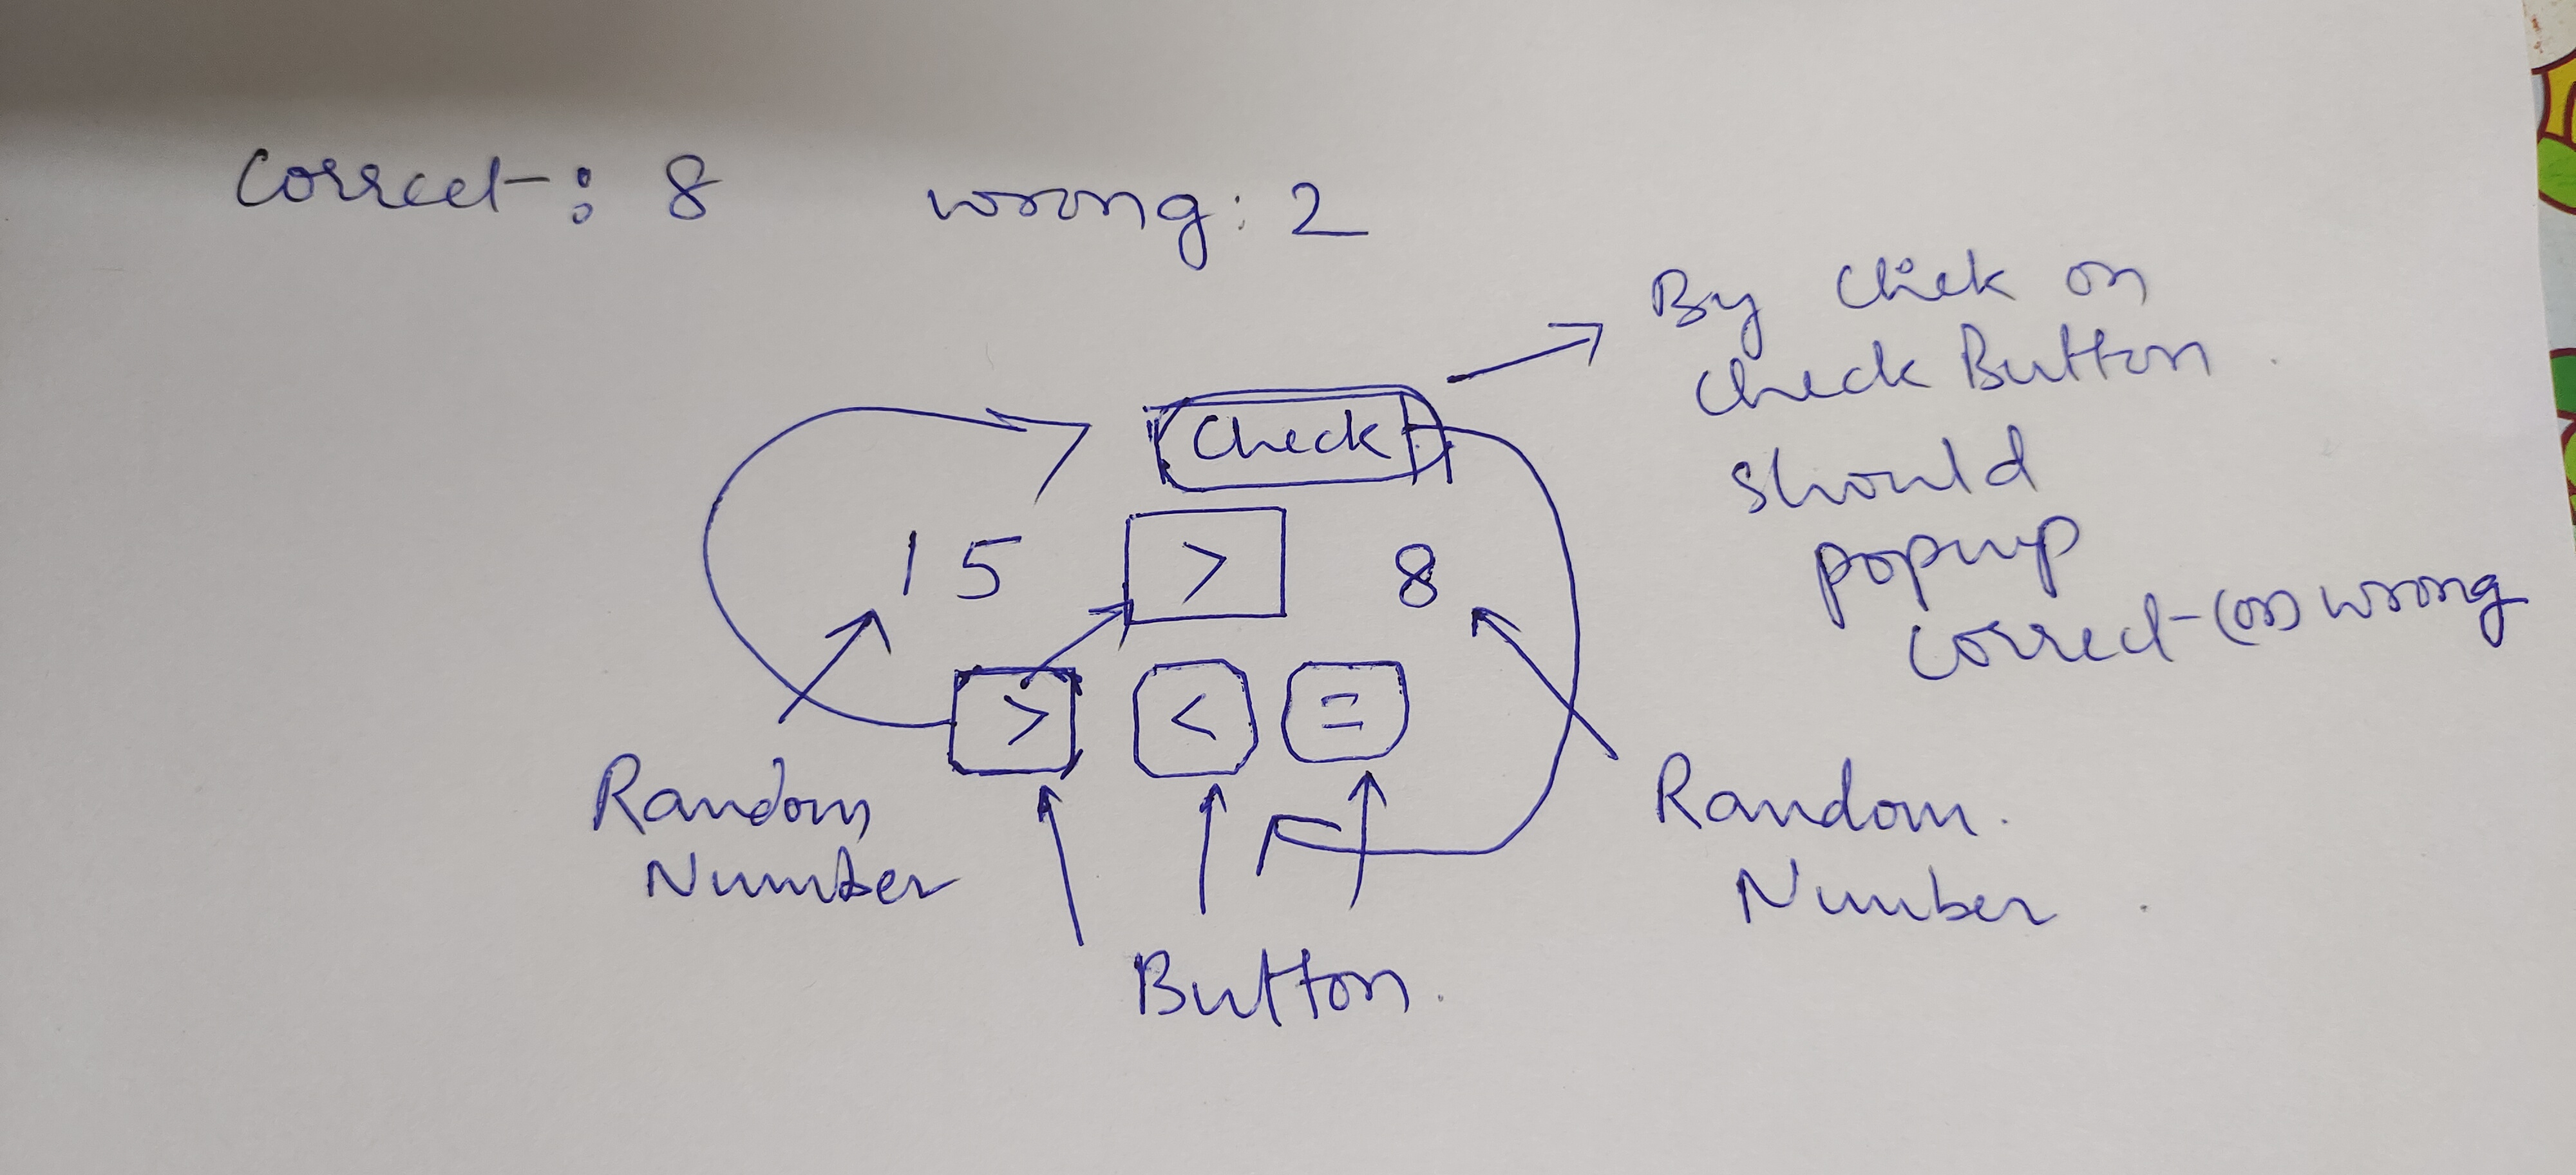 Correct : 8 wrong : 2
By click on
check Button
should
popup
correct (or) wrong
Check
15 > 8
> < =
Random
Number
Random
Number
Button